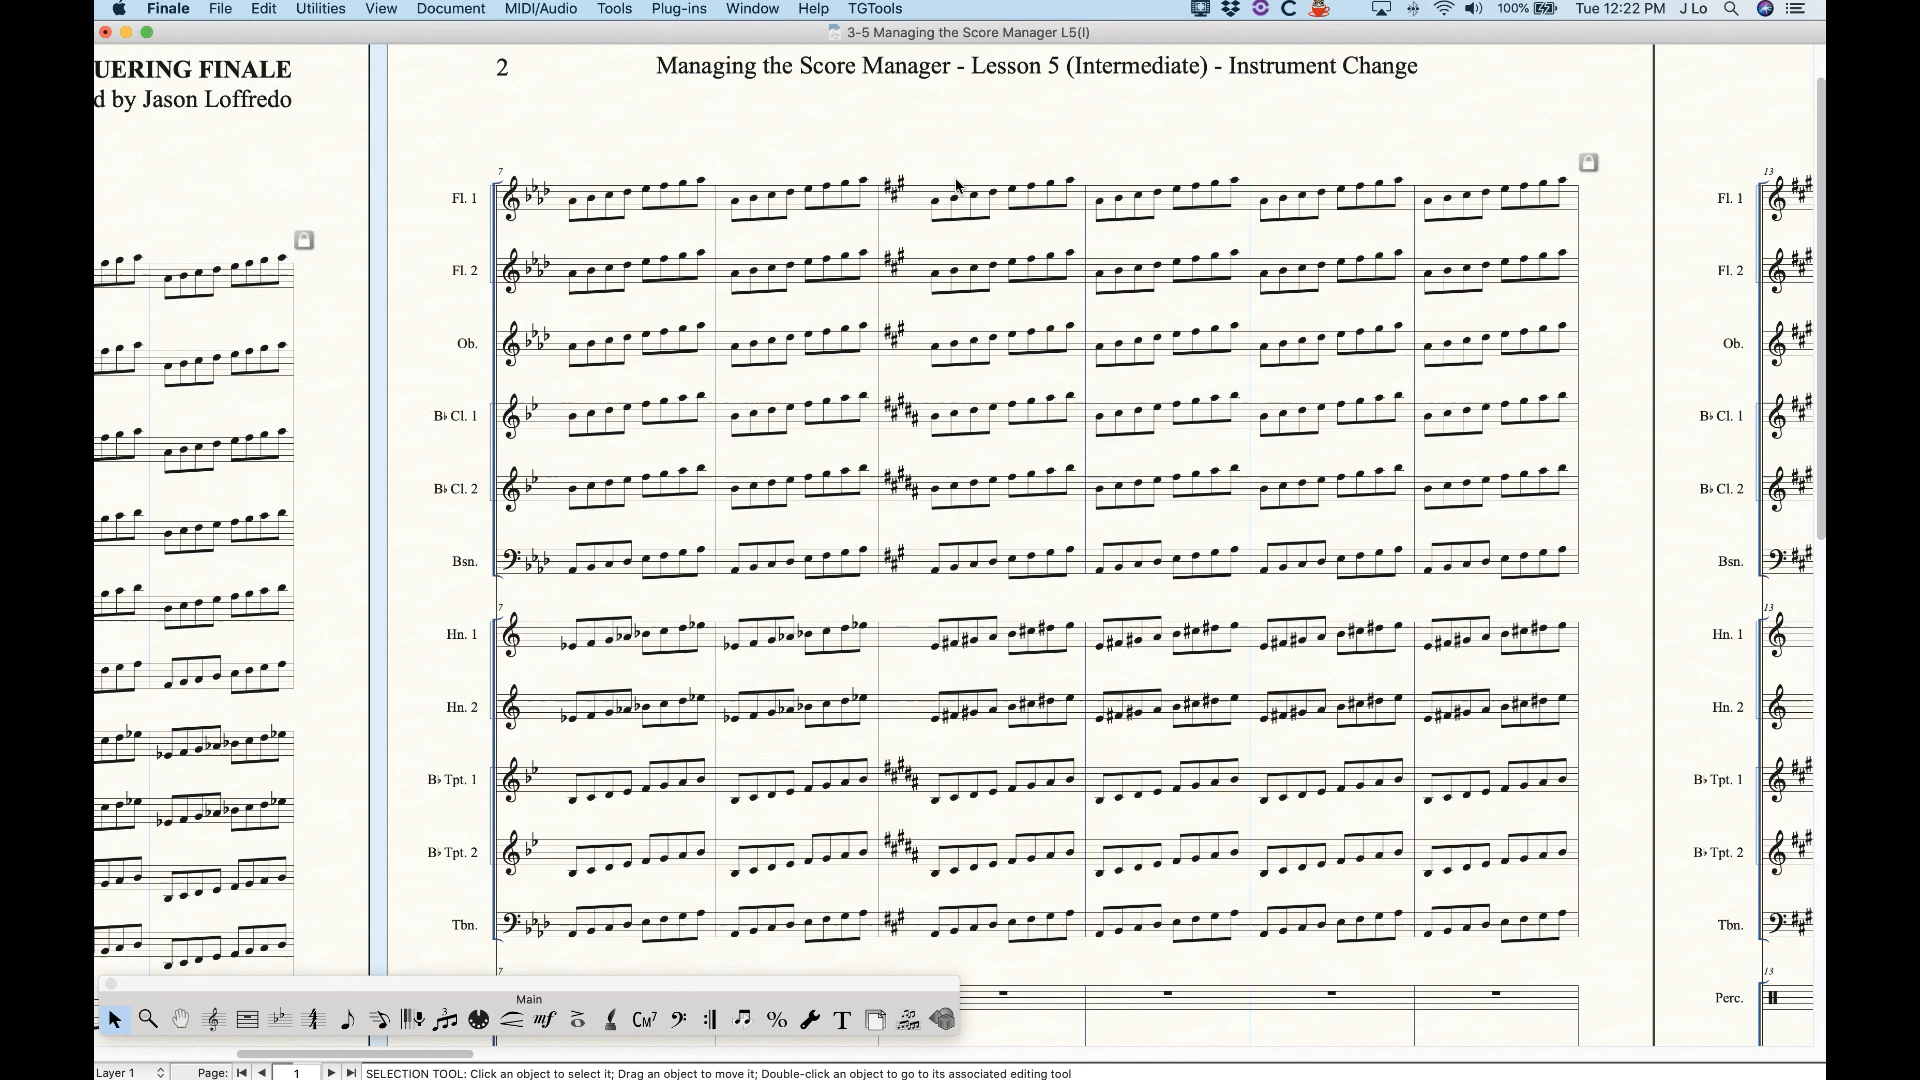 Finale File Edit Utilities View Document MIDI/Audio Tools Plug-ins Window Help TGTools 100% Tue 12:22 PM J Lo
3-5 Managing the Score Manager L5(I)
UERING FINALE
d by Jason Loffredo
2 Managing the Score Manager - Lesson 5 (Intermediate) - Instrument Change
7
13
Fl. 1
Fl. 1
Fl. 2
Fl. 2
Ob.
Ob.
B♭ Cl. 1
B♭ Cl. 1
B♭ Cl. 2
B♭ Cl. 2
Bsn.
Bsn.
7
13
Hn. 1
Hn. 1
Hn. 2
Hn. 2
B♭ Tpt. 1
B♭ Tpt. 1
B♭ Tpt. 2
B♭ Tpt. 2
Tbn.
Tbn.
7
13
Perc.
Main
mf CM7 % T
Layer 1 Page: 1 SELECTION TOOL: Click an object to select it; Drag an object to move it; Double-click an object to go to its associated editing tool